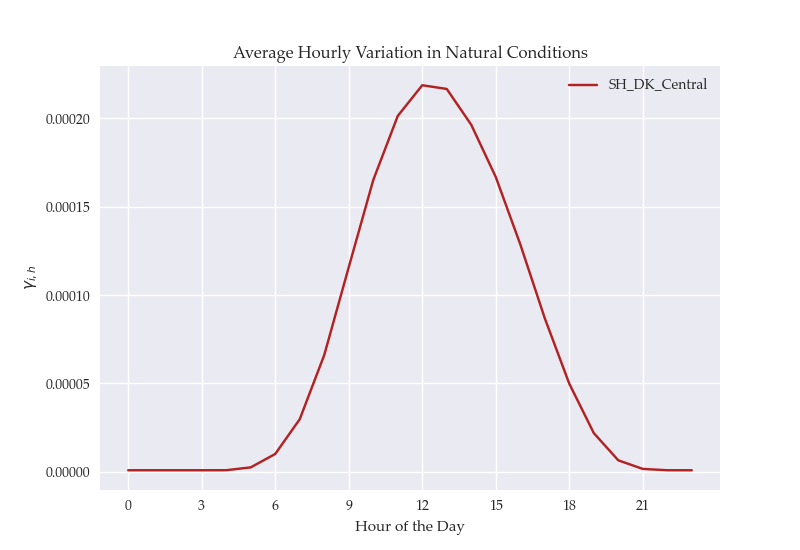 Average Hourly Variation in Natural Conditions
SH_DK_Central
0.00020
0.00015
0.00010
0.00005
0.00000
γi, h
0 3 6 9 12 15 18 21
Hour of the Day